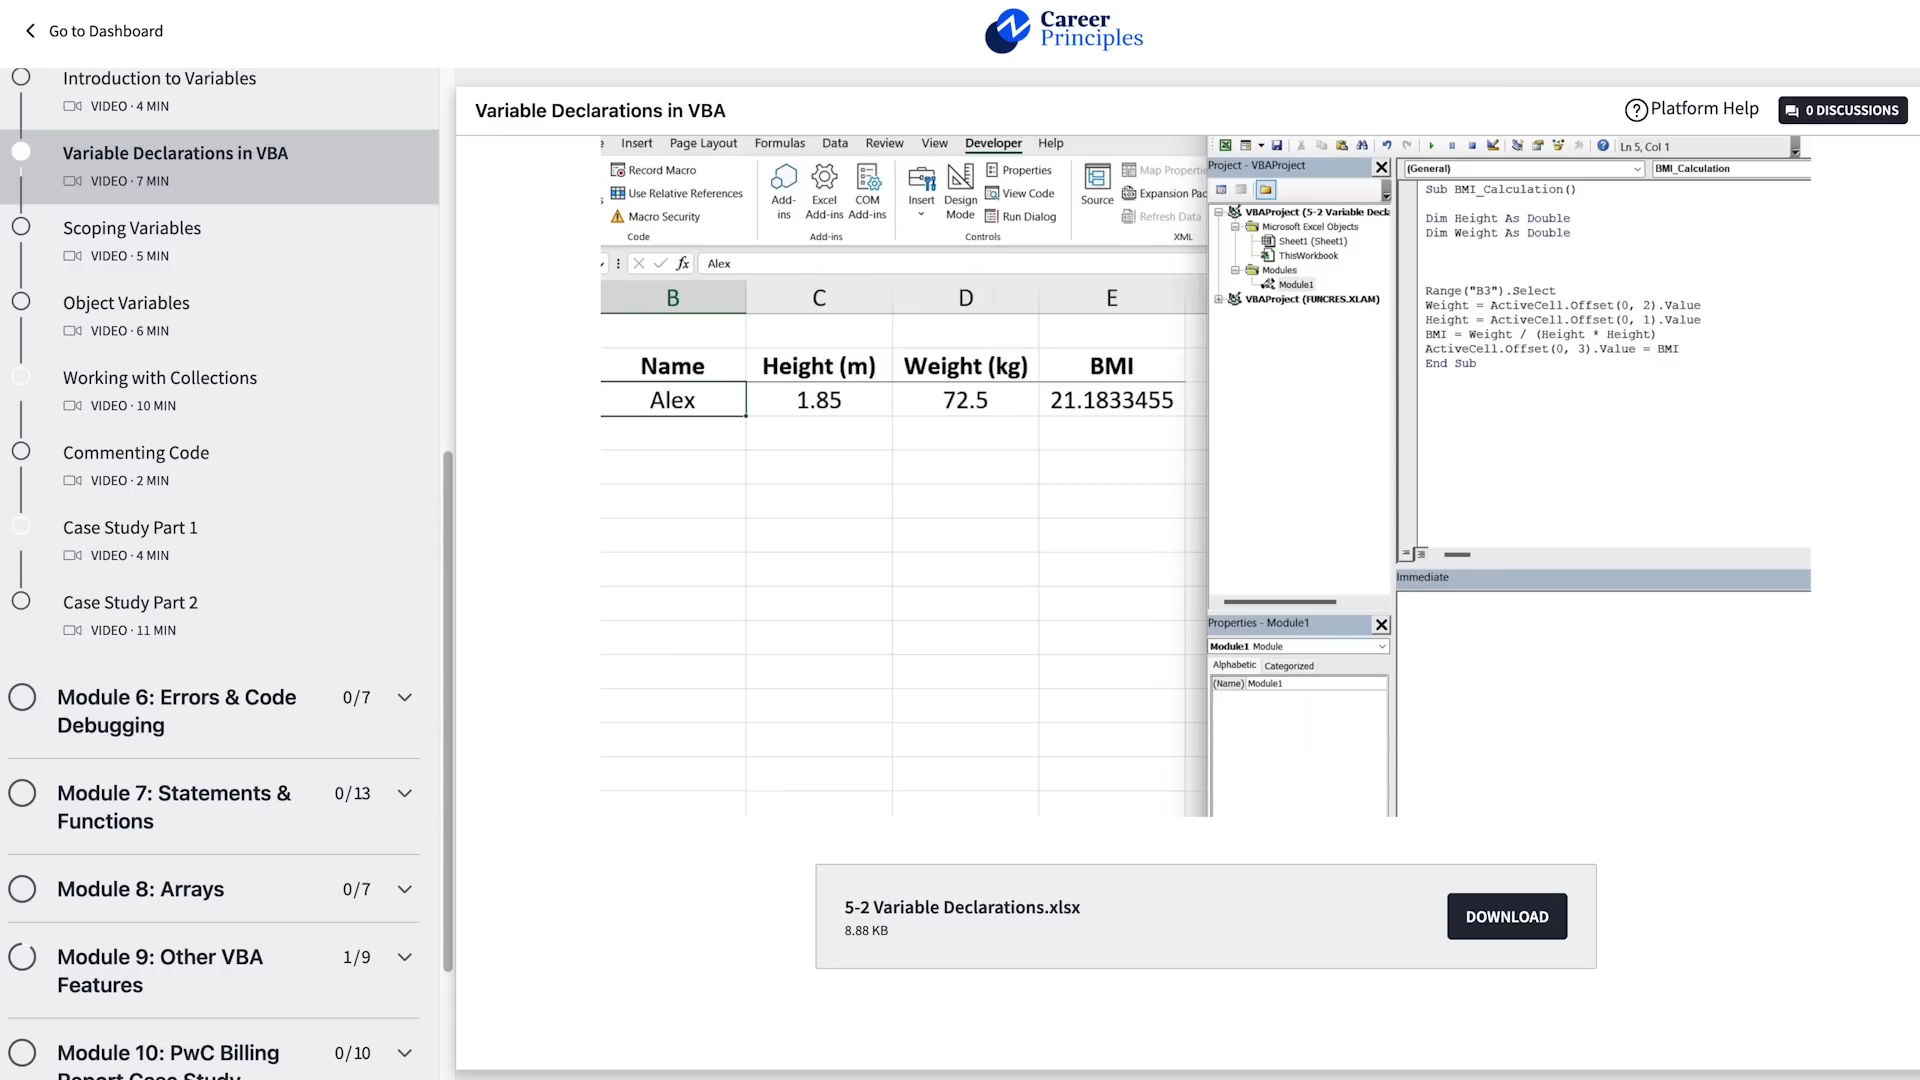 Go to Dashboard
Career
Principles
Introduction to Variables
VIDEO · 4 MIN
Variable Declarations in VBA
VIDEO · 7 MIN
Scoping Variables
VIDEO · 5 MIN
Object Variables
VIDEO · 6 MIN
Working with Collections
VIDEO · 10 MIN
Commenting Code
VIDEO · 2 MIN
Case Study Part 1
VIDEO · 4 MIN
Case Study Part 2
VIDEO · 11 MIN
Module 6: Errors & Code
Debugging
0/7
Module 7: Statements &
Functions
0/13
Module 8: Arrays
0/7
Module 9: Other VBA
Features
1/9
Module 10: PwC Billing
Report Case Study
0/10
Variable Declarations in VBA
Platform Help
0 DISCUSSIONS
Insert Page Layout Formulas Data Review View Developer Help
Record Macro
Use Relative References
Macro Security
Code
Add-
ins
Excel
Add-ins
COM
Add-ins
Add-ins
Insert
Design
Mode
Properties
View Code
Run Dialog
Controls
Source
Map Properti
Expansion Pac
Refresh Data
XML
fx Alex
B C D E
Name Height (m) Weight (kg) BMI
Alex 1.85 72.5 21.1833455
Ln 5, Col 1
Project - VBAProject
VBAProject (5-2 Variable Decla
Microsoft Excel Objects
Sheet1 (Sheet1)
ThisWorkbook
Modules
Module1
VBAProject (FUNCRES.XLAM)
Properties - Module1
Module1 Module
Alphabetic Categorized
(Name) Module1
(General) BMI_Calculation
Sub BMI_Calculation()
Dim Height As Double
Dim Weight As Double
Range("B3").Select
Weight = ActiveCell.Offset(0, 2).Value
Height = ActiveCell.Offset(0, 1).Value
BMI = Weight / (Height * Height)
ActiveCell.Offset(0, 3).Value = BMI
End Sub
Immediate
5-2 Variable Declarations.xlsx
8.88 KB
DOWNLOAD